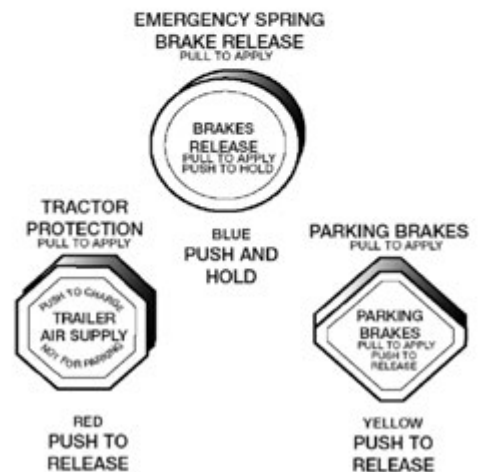 EMERGENCY SPRING
BRAKE RELEASE
PULL TO APPLY
BRAKES
RELEASE
PULL TO APPLY
PUSH TO HOLD
BLUE
PUSH AND
HOLD
TRACTOR
PROTECTION
PULL TO APPLY
PUSH TO CHARGE
TRAILER
AIR SUPPLY
NOT FOR PARKING
RED
PUSH TO
RELEASE
PARKING BRAKES
PULL TO APPLY
PARKING
BRAKES
PULL TO APPLY
PUSH TO
RELEASE
YELLOW
PUSH TO
RELEASE